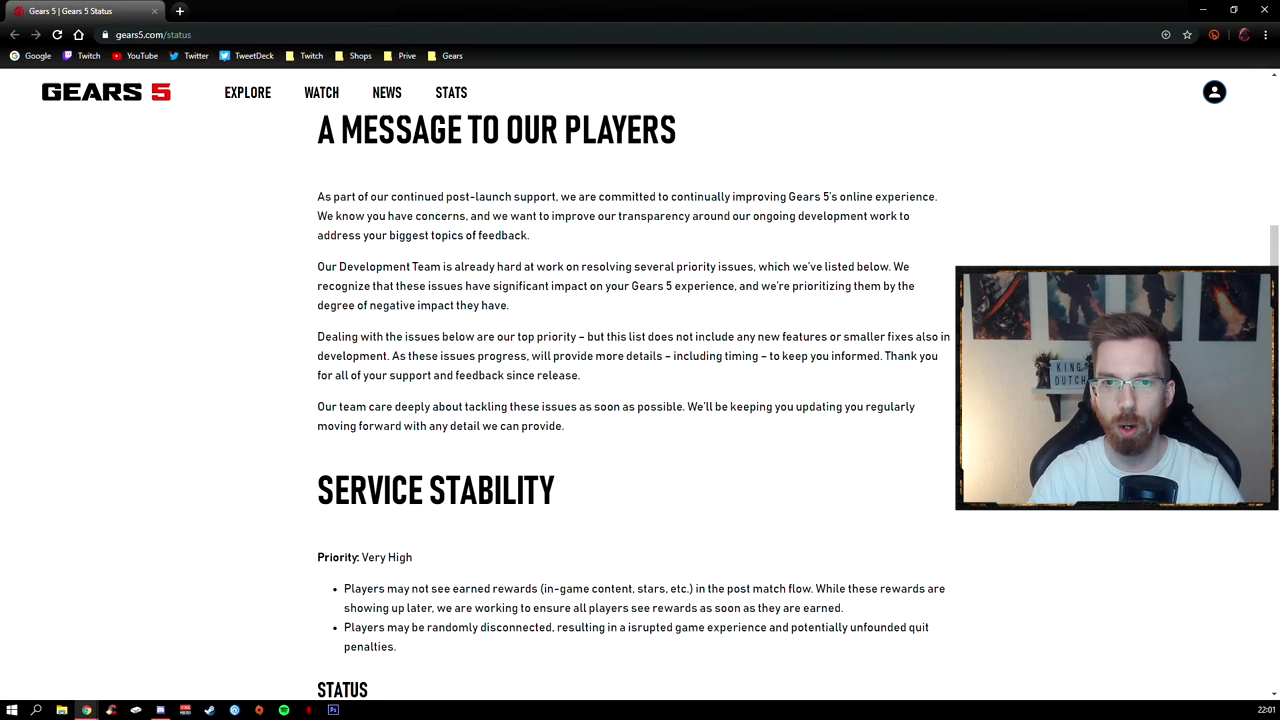 Gears 5 | Gears 5 Status
gears5.com/status
Google Twitch YouTube Twitter TweetDeck Twitch Shops Prive Gears
GEARS 5 EXPLORE WATCH NEWS STATS
A MESSAGE TO OUR PLAYERS
As part of our continued post-launch support, we are committed to continually improving Gears 5's online experience.
We know you have concerns, and we want to improve our transparency around our ongoing development work to
address your biggest topics of feedback.
Our Development Team is already hard at work on resolving several priority issues, which we've listed below. We
recognize that these issues have significant impact on your Gears 5 experience, and we're prioritizing them by the
degree of negative impact they have.
Dealing with the issues below are our top priority – but this list does not include any new features or smaller fixes also in
development. As these issues progress, will provide more details – including timing – to keep you informed. Thank you
for all of your support and feedback since release.
Our team care deeply about tackling these issues as soon as possible. We'll be keeping you updating you regularly
moving forward with any detail we can provide.
KING
DUTCH
SERVICE STABILITY
Priority: Very High
• Players may not see earned rewards (in-game content, stars, etc.) in the post match flow. While these rewards are
showing up later, we are working to ensure all players see rewards as soon as they are earned.
• Players may be randomly disconnected, resulting in a isrupted game experience and potentially unfounded quit
penalties.
STATUS
22:01